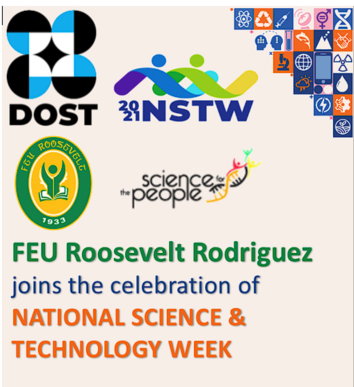 DOST
2021 NSTW
FEU ROOSEVELT
1933
science for
the people
FEU Roosevelt Rodriguez
joins the celebration of
NATIONAL SCIENCE &
TECHNOLOGY WEEK